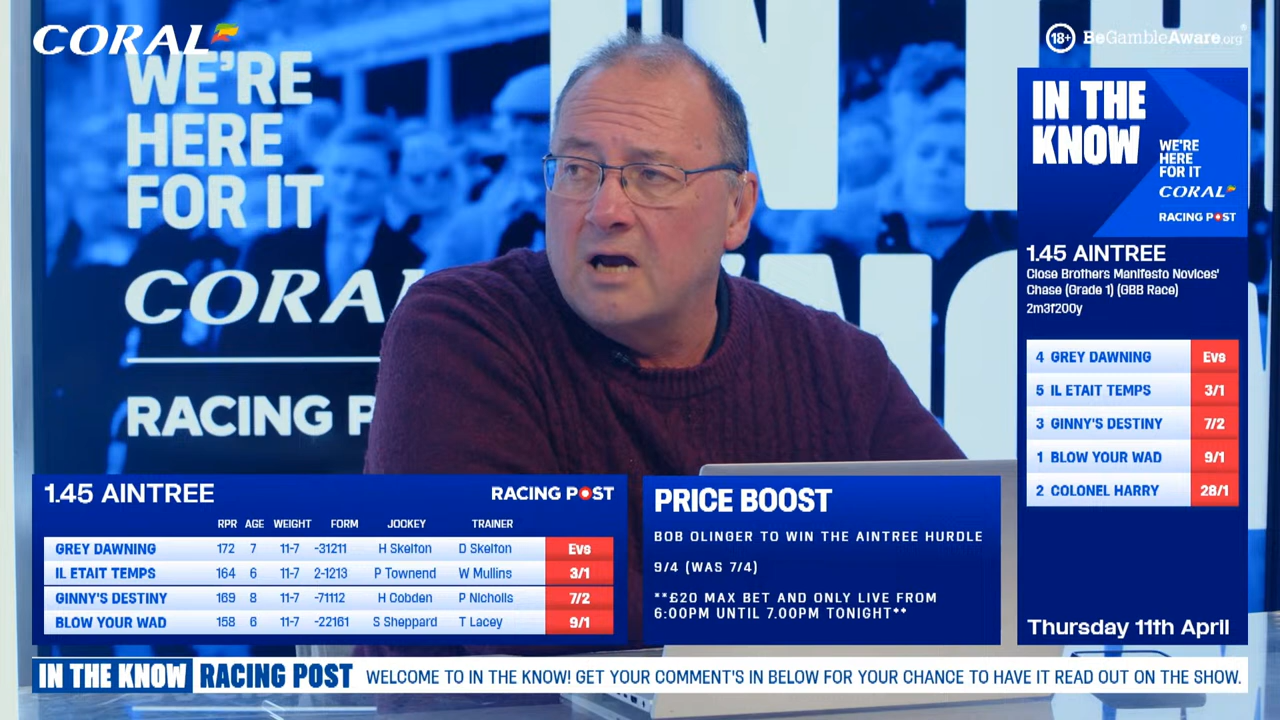 CORAL
WE'RE
HERE
FOR IT
CORAL
RACING P
18+ BeGambleAware.org
IN THE
KNOW
WE'RE
HERE
FOR IT
CORAL
RACING POST
1.45 AINTREE
Close Brothers Manifesto Novices'
Chase (Grade 1) (GBB Race)
2m3f200y
4 GREY DAWNING Evs
5 IL ETAIT TEMPS 3/1
3 GINNY'S DESTINY 7/2
1 BLOW YOUR WAD 9/1
2 COLONEL HARRY 28/1
Thursday 11th April
1.45 AINTREE RACING POST
RPR AGE WEIGHT FORM JOCKEY TRAINER
GREY DAWNING 172 7 11-7 -31211 H Skelton D Skelton Evs
IL ETAIT TEMPS 164 6 11-7 2-1213 P Townend W Mullins 3/1
GINNY'S DESTINY 169 8 11-7 -71112 H Cobden P Nicholls 7/2
BLOW YOUR WAD 158 6 11-7 -22161 S Sheppard T Lacey 9/1
PRICE BOOST
BOB OLINGER TO WIN THE AINTREE HURDLE
9/4 (WAS 7/4)
**£20 MAX BET AND ONLY LIVE FROM
6:00PM UNTIL 7.00PM TONIGHT**
IN THE KNOW RACING POST WELCOME TO IN THE KNOW! GET YOUR COMMENT'S IN BELOW FOR YOUR CHANCE TO HAVE IT READ OUT ON THE SHOW.